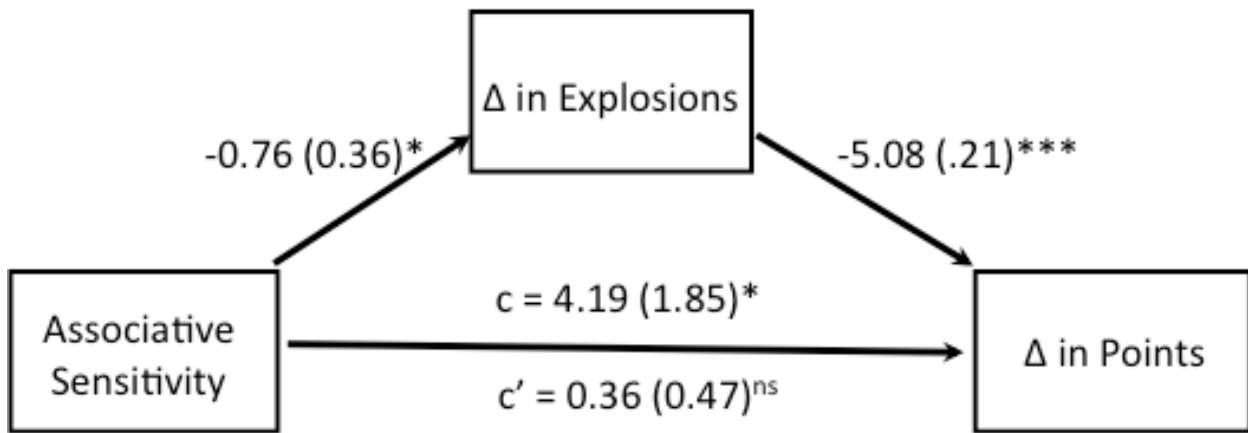 Δ in Explosions
-0.76 (0.36)*
-5.08 (.21)***
c = 4.19 (1.85)*
Associative
Sensitivity
Δ in Points
c’ = 0.36 (0.47)ns